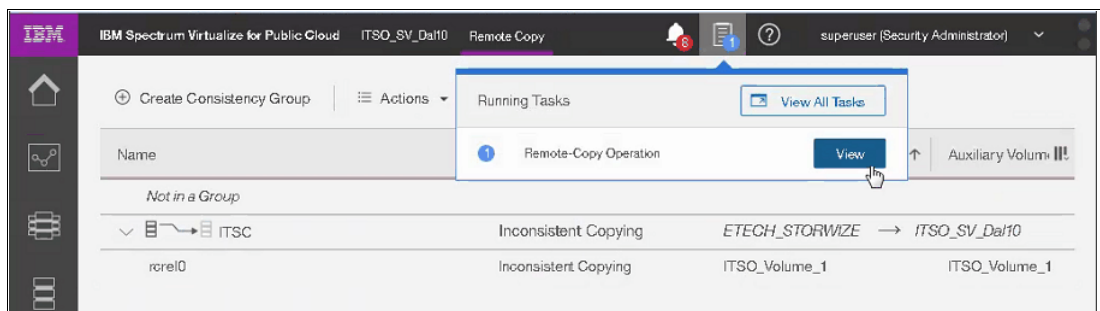 IBM IBM Spectrum Virtualize for Public Cloud ITSO_SV_Dal10 Remote Copy 8 1 ? superuser (Security Administrator)
Create Consistency Group Actions Running Tasks View All Tasks
Name 1 Remote-Copy Operation View Auxiliary Volum
Not in a Group
ITSC Inconsistent Copying ETECH_STORWIZE → ITSO_SV_Dal10
rcrel0 Inconsistent Copying ITSO_Volume_1 ITSO_Volume_1